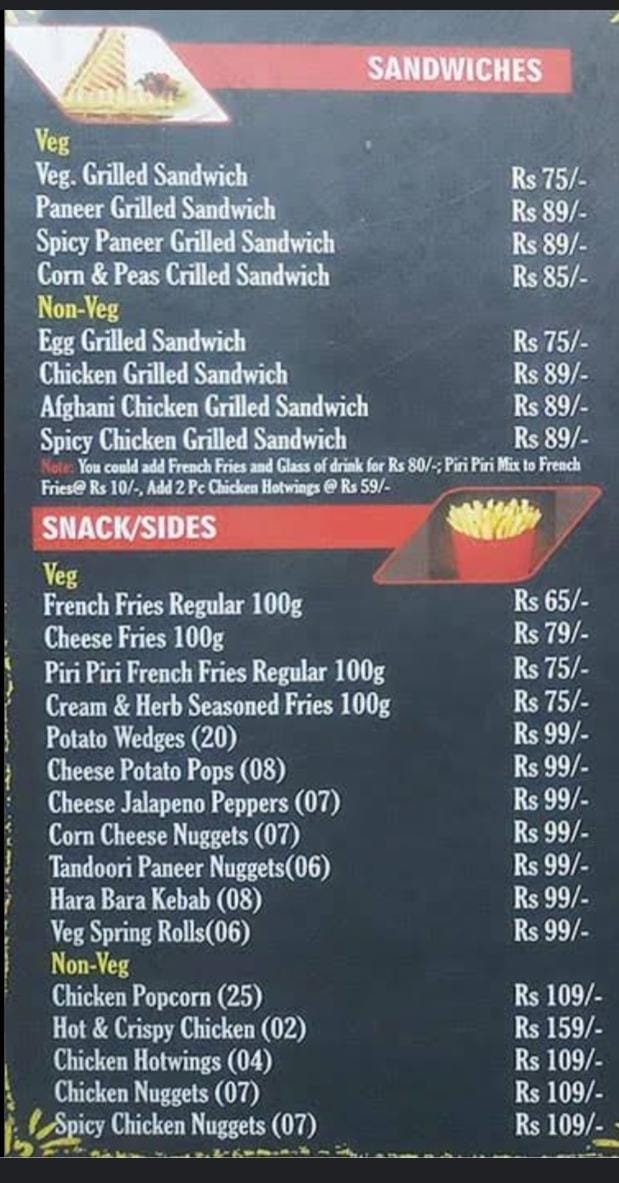 SANDWICHES
Veg
Veg. Grilled Sandwich Rs 75/-
Paneer Grilled Sandwich Rs 89/-
Spicy Paneer Grilled Sandwich Rs 89/-
Corn & Peas Crilled Sandwich Rs 85/-
Non-Veg
Egg Grilled Sandwich Rs 75/-
Chicken Grilled Sandwich Rs 89/-
Afghani Chicken Grilled Sandwich Rs 89/-
Spicy Chicken Grilled Sandwich Rs 89/-
Note: You could add French Fries and Glass of drink for Rs 80/-; Piri Piri Mix to French
Fries@ Rs 10/-, Add 2 Pc Chicken Hotwings @ Rs 59/-
SNACK/SIDES
Veg
French Fries Regular 100g Rs 65/-
Cheese Fries 100g Rs 79/-
Piri Piri French Fries Regular 100g Rs 75/-
Cream & Herb Seasoned Fries 100g Rs 75/-
Potato Wedges (20) Rs 99/-
Cheese Potato Pops (08) Rs 99/-
Cheese Jalapeno Peppers (07) Rs 99/-
Corn Cheese Nuggets (07) Rs 99/-
Tandoori Paneer Nuggets(06) Rs 99/-
Hara Bara Kebab (08) Rs 99/-
Veg Spring Rolls(06) Rs 99/-
Non-Veg
Chicken Popcorn (25) Rs 109/-
Hot & Crispy Chicken (02) Rs 159/-
Chicken Hotwings (04) Rs 109/-
Chicken Nuggets (07) Rs 109/-
Spicy Chicken Nuggets (07) Rs 109/-